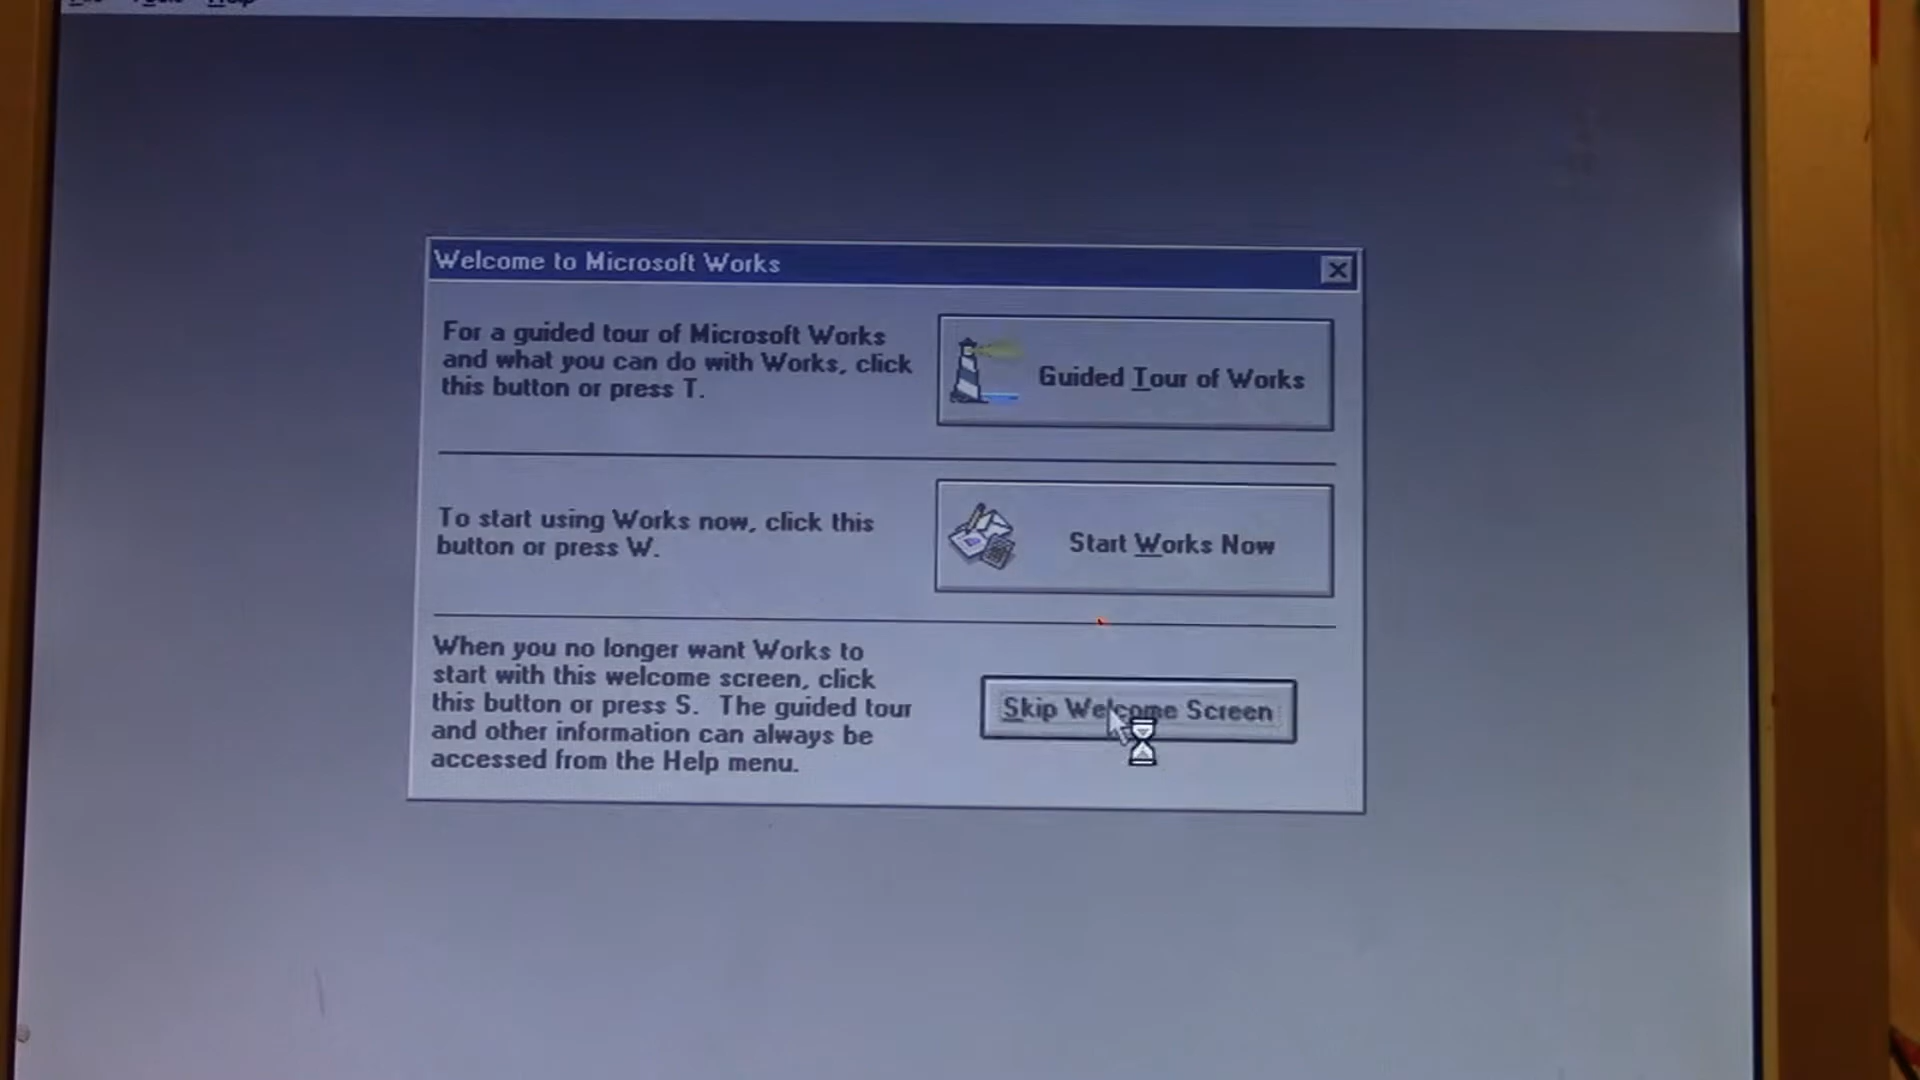 Help
Welcome to Microsoft Works
For a guided tour of Microsoft Works
and what you can do with Works, click
this button or press T.
Guided Tour of Works
To start using Works now, click this
button or press W.
Start Works Now
When you no longer want Works to
start with this welcome screen, click
this button or press S. The guided tour
and other information can always be
accessed from the Help menu.
Skip Welcome Screen